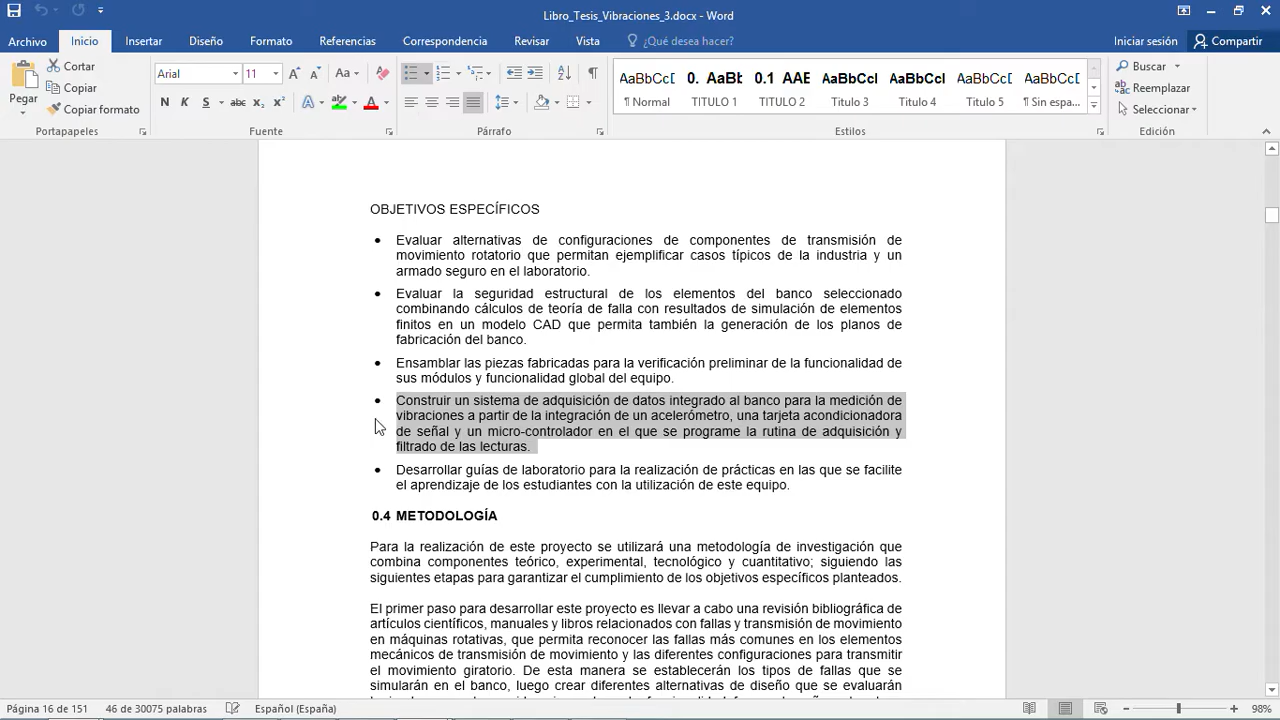 Libro_Tesis_Vibraciones_3.docx - Word
Archivo Inicio Insertar Diseño Formato Referencias Correspondencia Revisar Vista ¿Qué desea hacer? Iniciar sesión Compartir
Pegar
Cortar
Copiar
Copiar formato
Portapapeles
Arial 11
Aa
N K S abc x₂ x²
Fuente
Párrafo
AaBbCcD
¶ Normal
0. AaBb
TITULO 1
0.1 AAE
TITULO 2
AaBbCcI
Titulo 3
AaBbCcI
Titulo 4
AaBbCcD
Titulo 5
AaBbCcD
¶ Sin espa...
Estilos
Buscar
Reemplazar
Seleccionar
Edición
OBJETIVOS ESPECÍFICOS
• Evaluar alternativas de configuraciones de componentes de transmisión de
movimiento rotatorio que permitan ejemplificar casos típicos de la industria y un
armado seguro en el laboratorio.
• Evaluar la seguridad estructural de los elementos del banco seleccionado
combinando cálculos de teoría de falla con resultados de simulación de elementos
finitos en un modelo CAD que permita también la generación de los planos de
fabricación del banco.
• Ensamblar las piezas fabricadas para la verificación preliminar de la funcionalidad de
sus módulos y funcionalidad global del equipo.
• Construir un sistema de adquisición de datos integrado al banco para la medición de
vibraciones a partir de la integración de un acelerómetro, una tarjeta acondicionadora
de señal y un micro-controlador en el que se programe la rutina de adquisición y
filtrado de las lecturas.
• Desarrollar guías de laboratorio para la realización de prácticas en las que se facilite
el aprendizaje de los estudiantes con la utilización de este equipo.
0.4 METODOLOGÍA
Para la realización de este proyecto se utilizará una metodología de investigación que
combina componentes teórico, experimental, tecnológico y cuantitativo; siguiendo las
siguientes etapas para garantizar el cumplimiento de los objetivos específicos planteados.
El primer paso para desarrollar este proyecto es llevar a cabo una revisión bibliográfica de
artículos científicos, manuales y libros relacionados con fallas y transmisión de movimiento
en máquinas rotativas, que permita reconocer las fallas más comunes en los elementos
mecánicos de transmisión de movimiento y las diferentes configuraciones para transmitir
el movimiento giratorio. De esta manera se establecerán los tipos de fallas que se
simularán en el banco, luego crear diferentes alternativas de diseño que se evaluarán
Página 16 de 151 46 de 30075 palabras Español (España) 98%